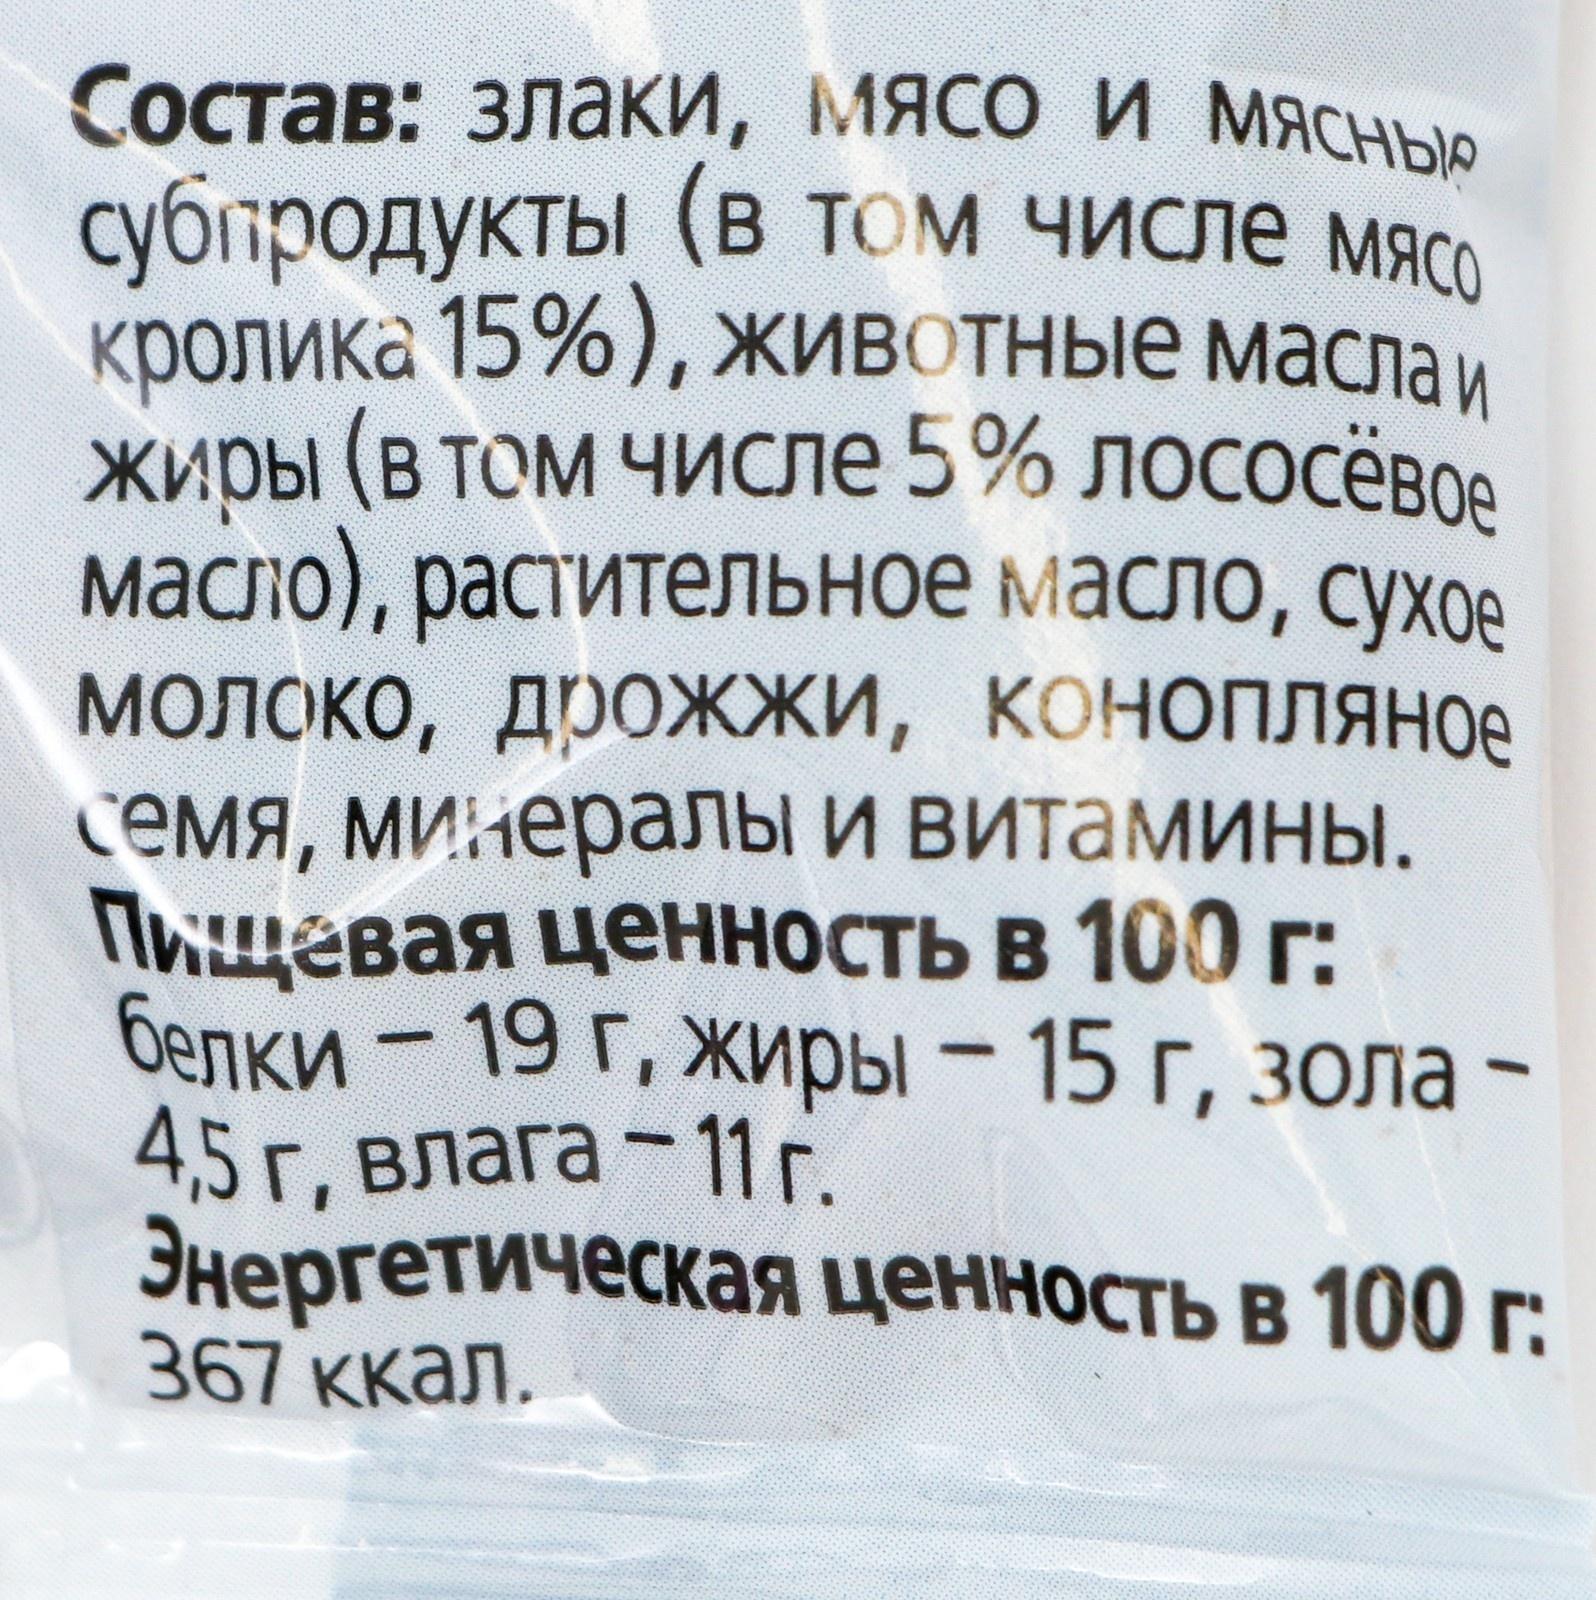 Состав: злаки, мясо и мясные
субпродукты (в том числе мясо
кролика 15%), животные масла и
жиры (в том числе 5% лососёвое
масло), растительное масло, сухое
молоко, дрожжи, конопляное
семя, минералы и витамины.
Пищевая ценность в 100 г:
белки – 19 г, жиры – 15 г, зола –
4,5 г, влага – 11 г.
Энергетическая ценность в 100 г:
367 ккал.